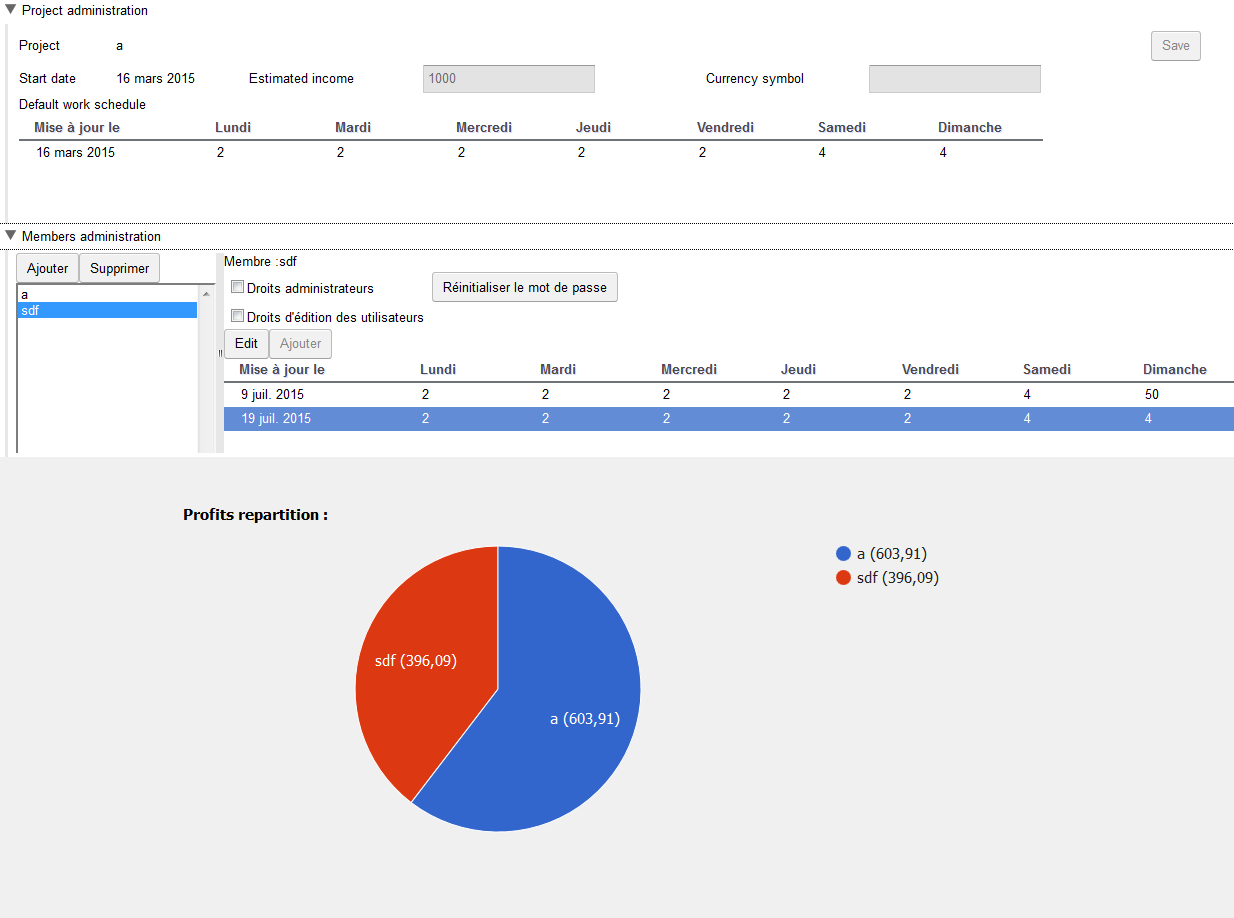 Project administration
Project a Save
Start date 16 mars 2015 Estimated income 1000 Currency symbol
Default work schedule
Mise à jour le Lundi Mardi Mercredi Jeudi Vendredi Samedi Dimanche
16 mars 2015 2 2 2 2 2 4 4
Members administration
Ajouter Supprimer
a
sdf
Membre :sdf
Droits administrateurs Réinitialiser le mot de passe
Droits d'édition des utilisateurs
Edit Ajouter
Mise à jour le Lundi Mardi Mercredi Jeudi Vendredi Samedi Dimanche
9 juil. 2015 2 2 2 2 2 4 50
19 juil. 2015 2 2 2 2 2 4 4
Profits repartition :
a (603,91)
sdf (396,09)
sdf (396,09)
a (603,91)